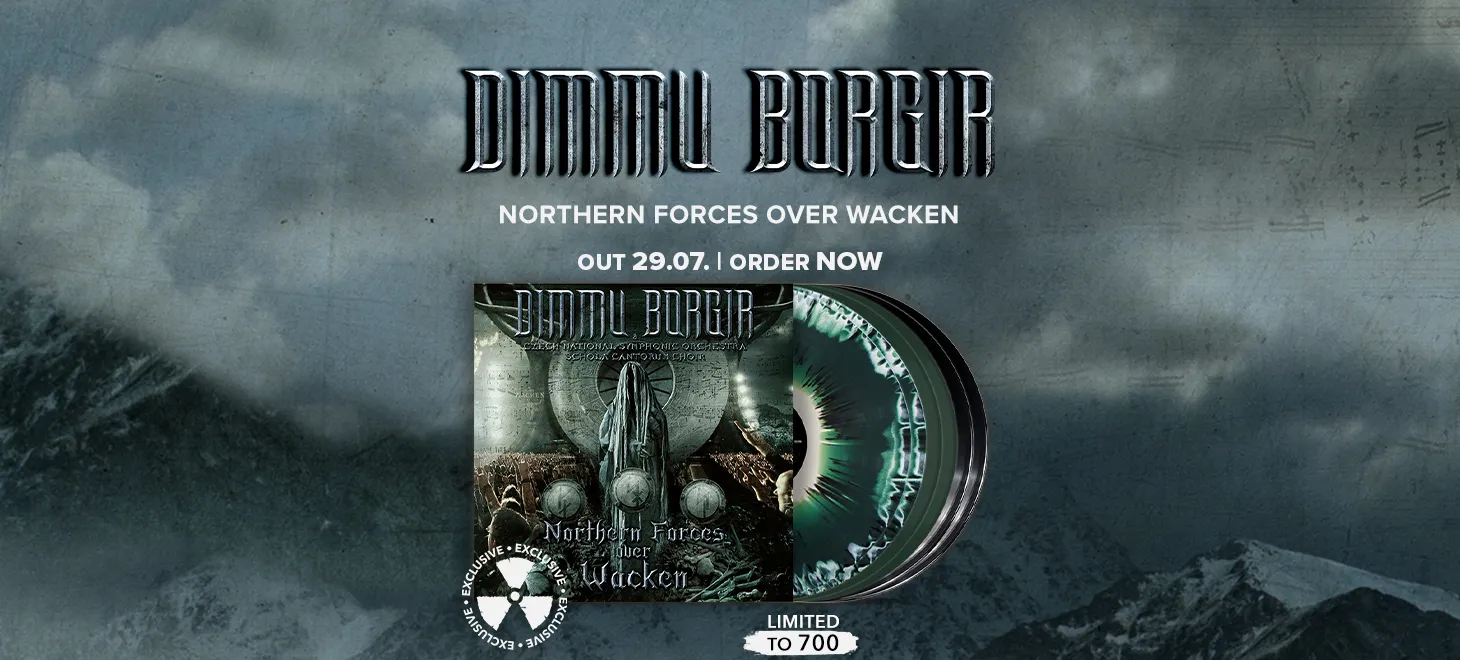 DIMMU BORGIR
NORTHERN FORCES OVER WACKEN
OUT 29.07. | ORDER NOW
DIMMU BORGIR
&
CZECH NATIONAL SYMPHONIC ORCHESTRA
SCHOLA CANTORUM CHOIR
Northern Forces
over
Wacken
EXCLUSIVE • EXCLUSIVE • EXCLUSIVE • EXCLUSIVE • EXCLUSIVE •
LIMITED
TO 700